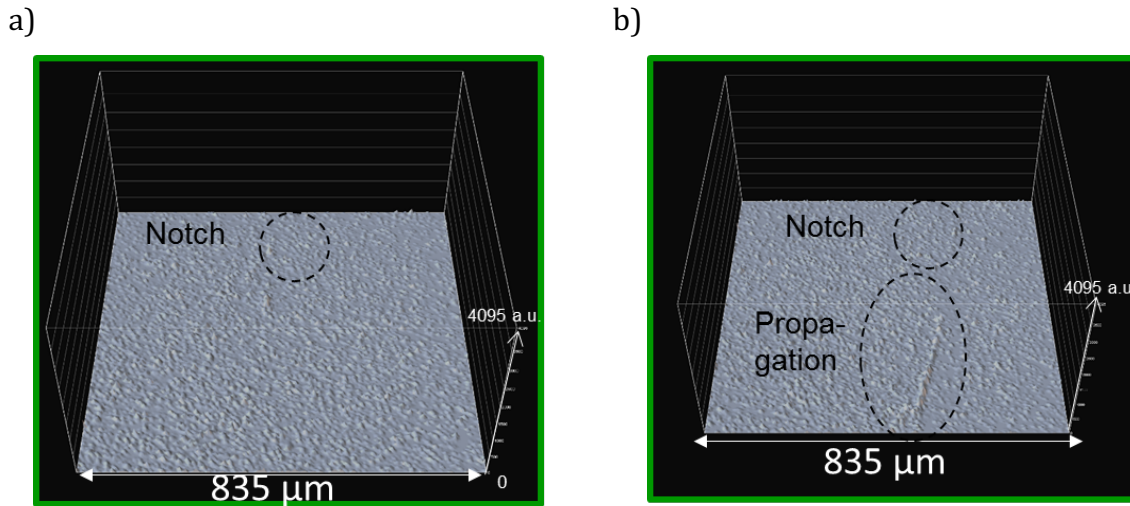 a)
b)
Notch
4095 a.u.
835 μm
0
Notch
Propa-
gation
4095 a.u.
835 μm